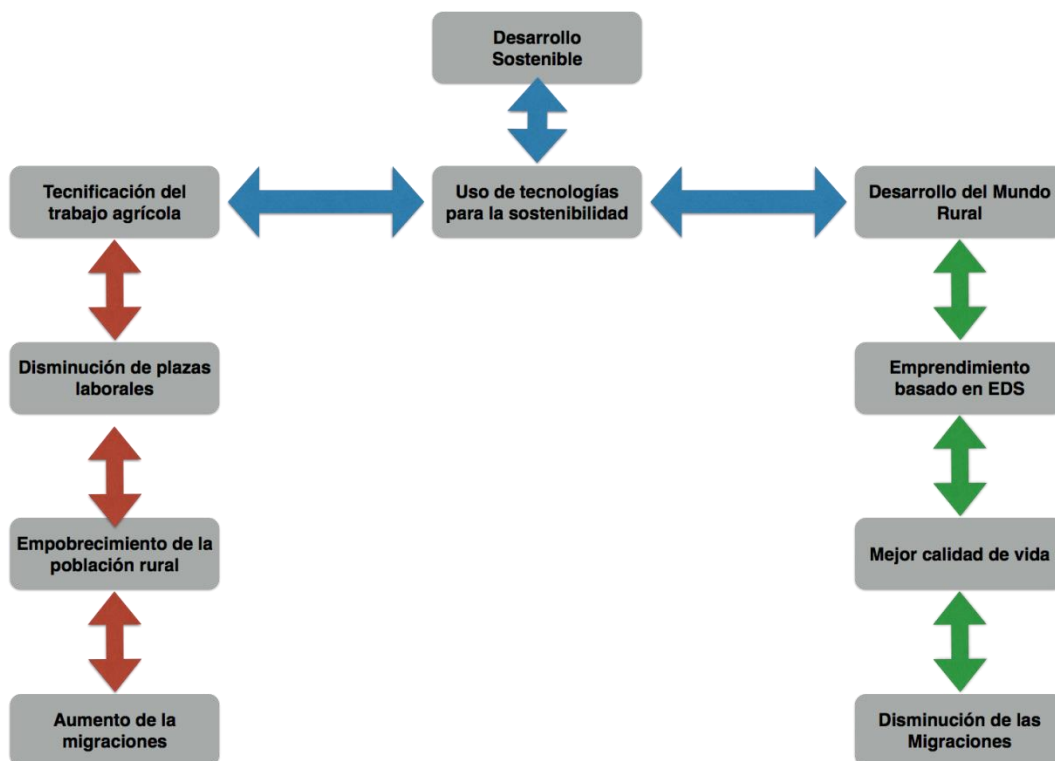 Desarrollo
Sostenible
Tecnificación del
trabajo agrícola
Uso de tecnologías
para la sostenibilidad
Desarrollo del Mundo
Rural
Disminución de plazas
laborales
Emprendimiento
basado en EDS
Empobrecimiento de la
población rural
Mejor calidad de vida
Aumento de la
migraciones
Disminución de las
Migraciones